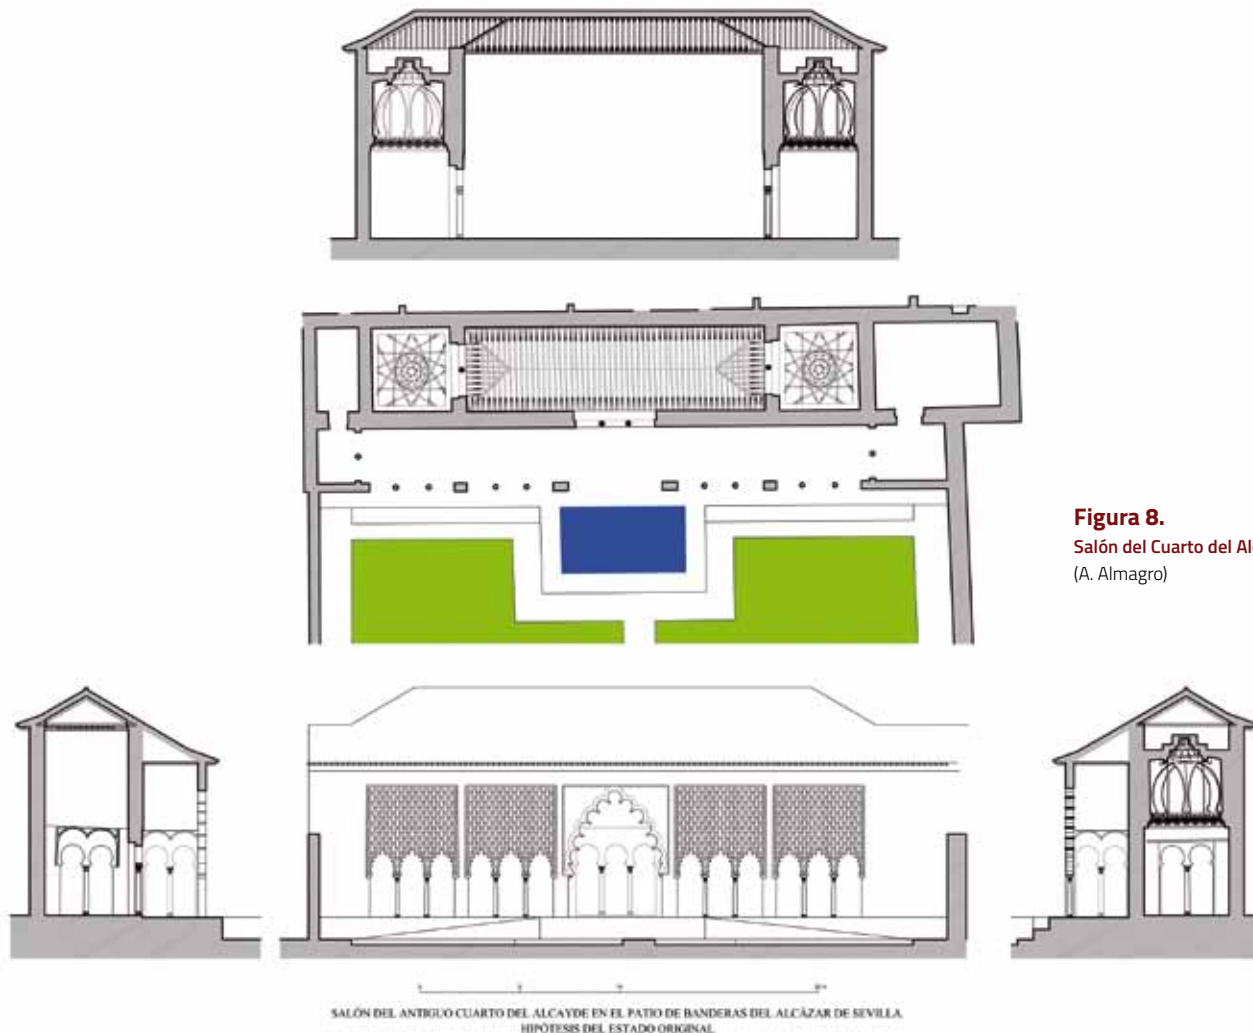 Figura 8.
Salón del Cuarto del
(A. Almagro)
SALÓN DEL ANTIGUO CUARTO DEL ALCAYDE EN EL PATIO DE BANDERAS DEL ALCÁZAR DE SEVILLA.
HIPÓTESIS DEL ESTADO ORIGINAL